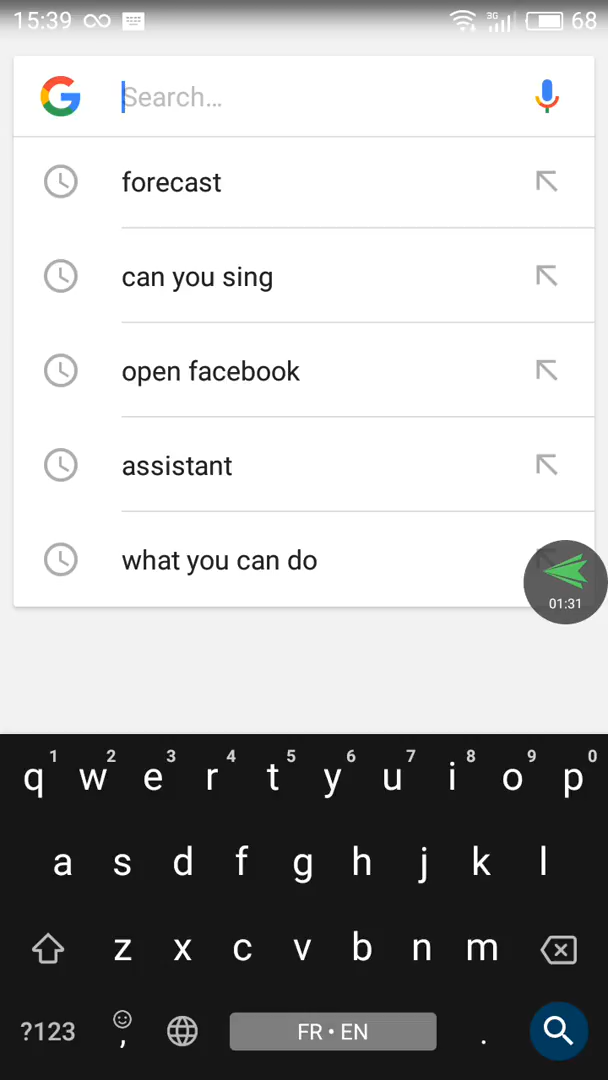 15:39 3G 68
Search…
forecast
can you sing
open facebook
assistant
what you can do
01:31
1 2 3 4 5 6 7 8 9 0
q w e r t y u i o p
a s d f g h j k l
z x c v b n m
?123 , FR • EN .